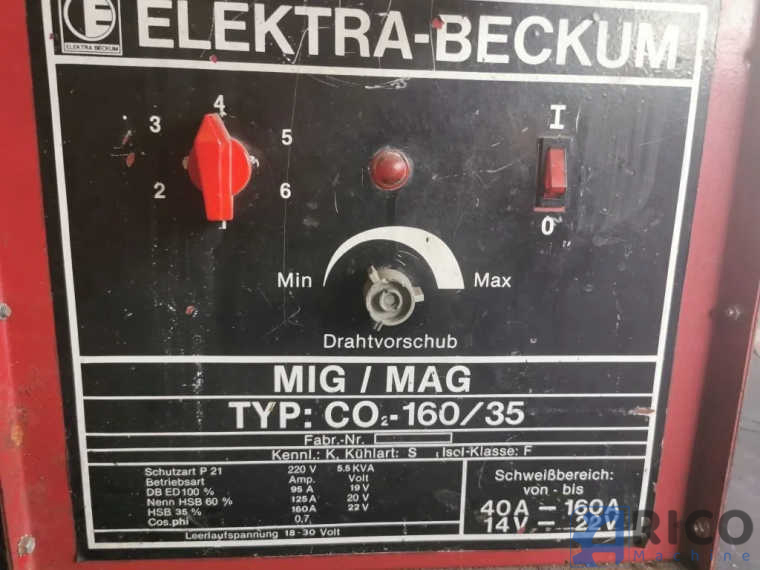 ELEKTRA-BECKUM
E
ELEKTRA BECKUM
4
3 5
2 6
1
I
0
Min Max
Drahtvorschub
MIG / MAG
TYP: CO₂-160/35
Fabr.-Nr.
Kennl.: K, Kühlart: S Isol-Klasse: F
Schutzart P 21 220 V 5.5 KVA
Betriebsart Amp. Volt
DB ED 100 % 95 A 19 V
Nenn HSB 60 % 125 A 20 V
HSB 35 % 160 A 22 V
Cos.phi 0,7
Leerlaufspannung 18-30 Volt
Schweißbereich:
von - bis
40A — 160A
14V — 22V
RICO
Machine